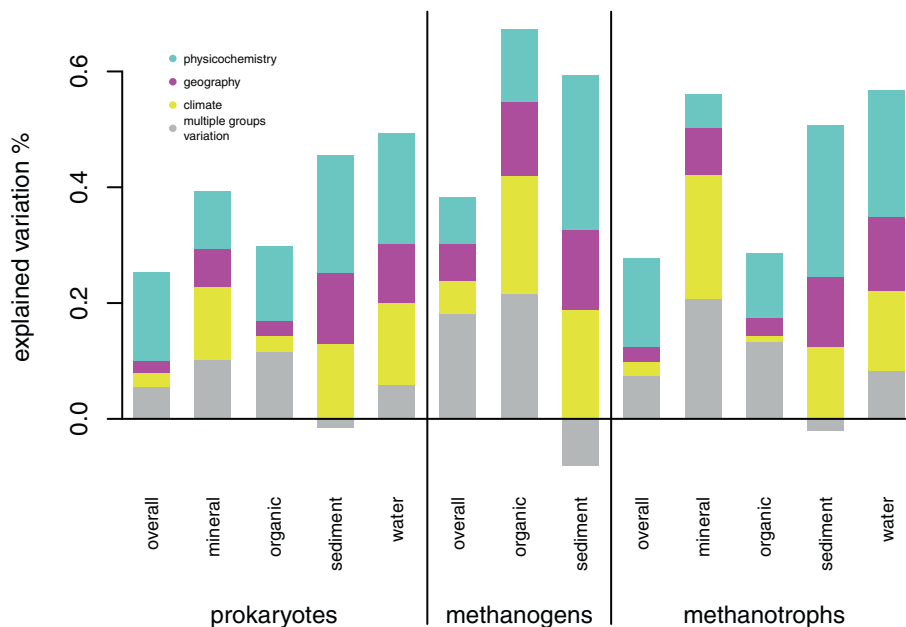 physicochemistry
geography
climate
multiple groups
variation
explained variation %
0.6
0.4
0.2
0.0
overall
mineral
organic
sediment
water
overall
organic
sediment
overall
mineral
organic
sediment
water
prokaryotes
methanogens
methanotrophs